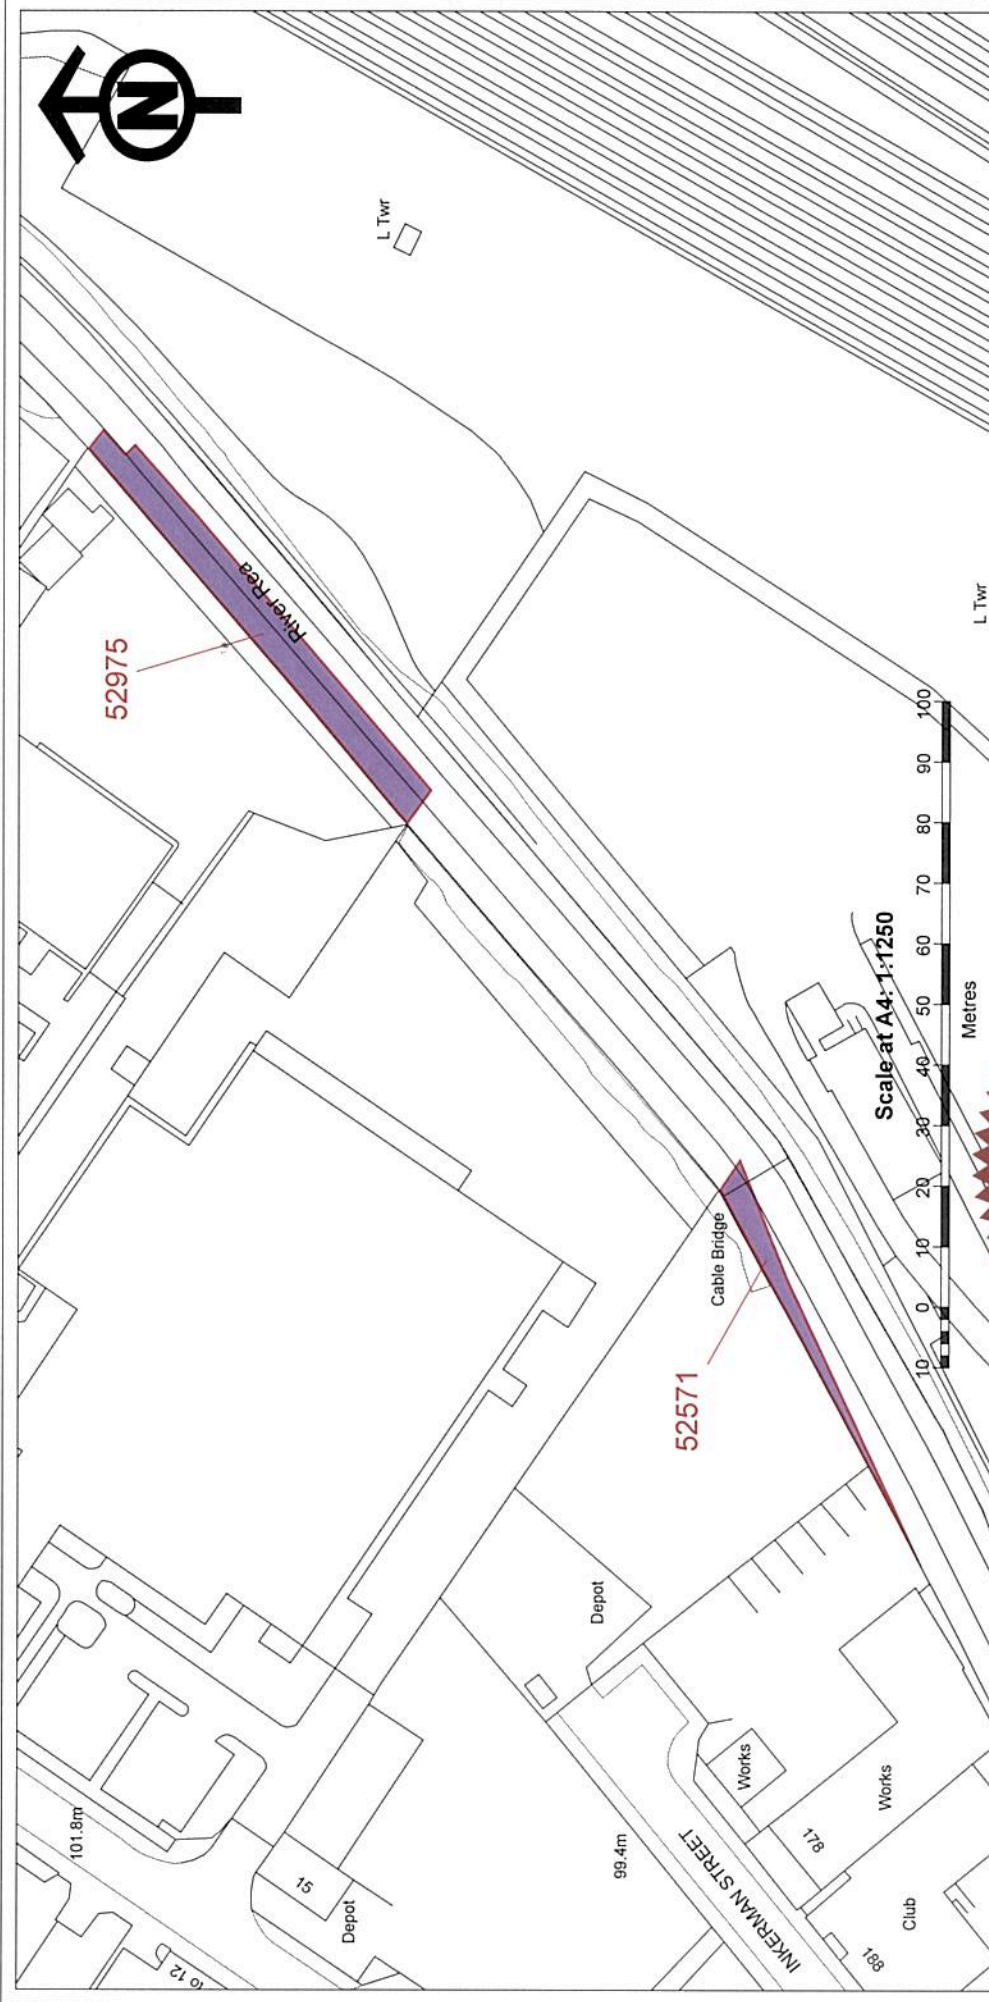 N
L Twr
52975
River Rea
L Twr
Cable Bridge
52571
Depot
Works
Works
178
Club
188
INKERMAN STREET
99.4m
101.8m
15
Depot
to 12
Scale at A4: 1:1250
10 0 10 20 30 40 50 60 70 80 90 100
Metres